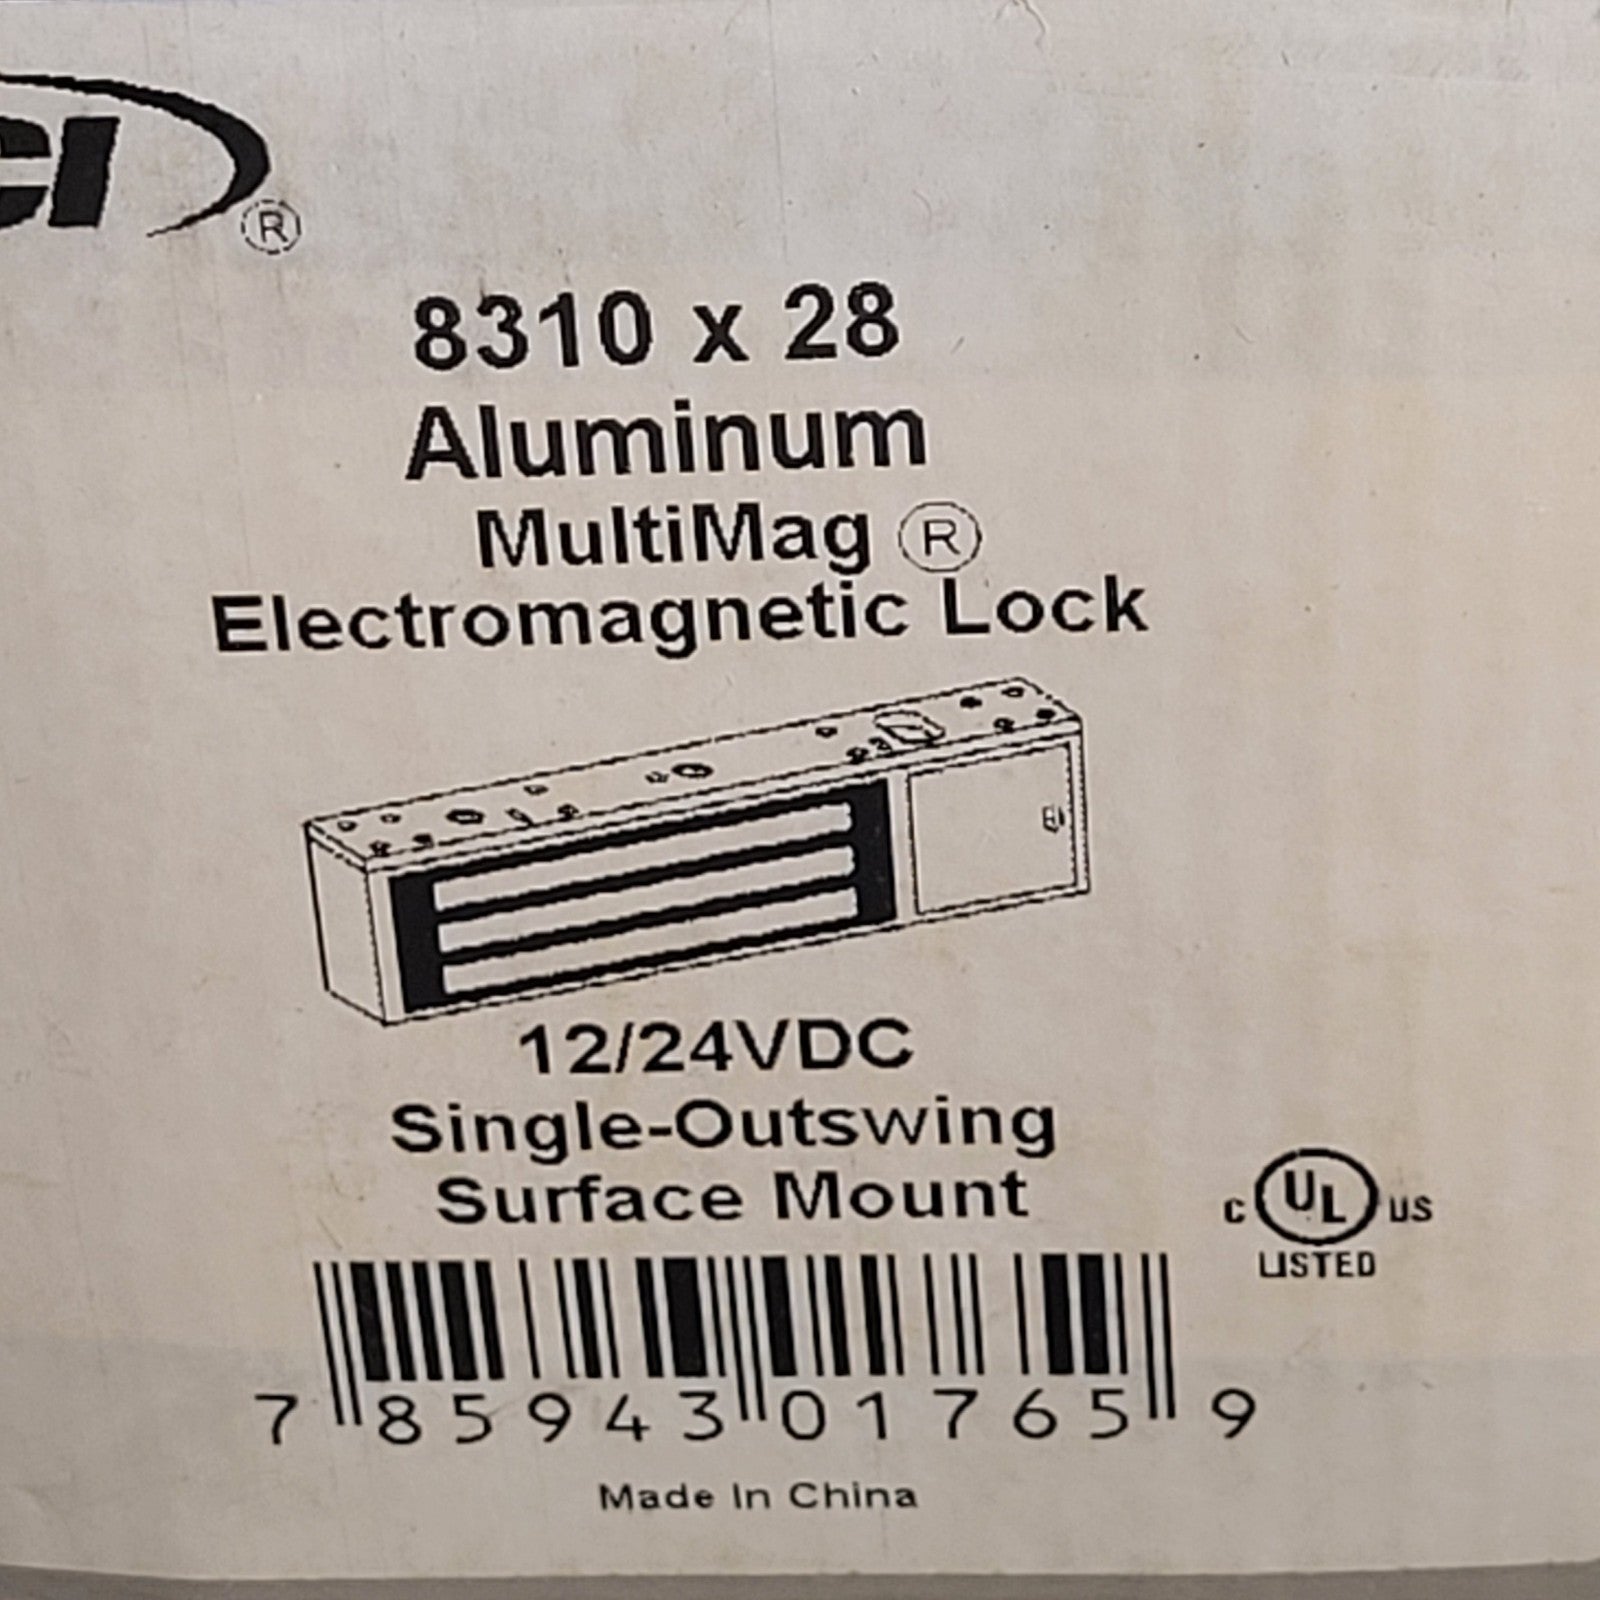 CI ®
8310 x 28
Aluminum
MultiMag ®
Electromagnetic Lock
12/24VDC
Single-Outswing
Surface Mount
C UL US
LISTED
7 85943 01765 9
Made In China